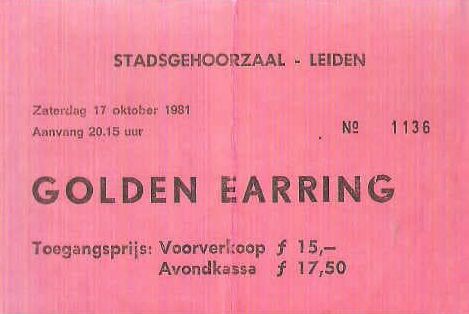 STADSGEHOORZAAL - LEIDEN
Zaterdag 17 oktober 1981
Aanvang 20.15 uur
Nº 1136
GOLDEN EARRING
Toegangsprijs: Voorverkoop ƒ 15,–
Avondkassa ƒ 17,50